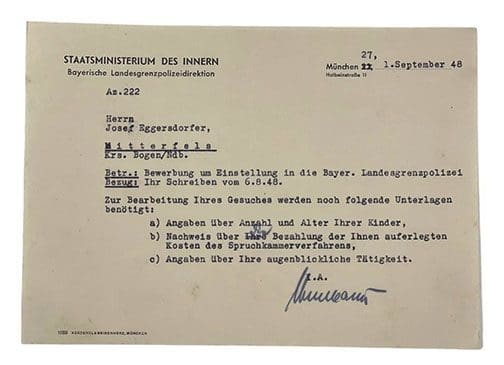 STAATSMINISTERIUM DES INNERN
Bayerische Landesgrenzpolizeidirektion
27,
München 22, 1.September 48
Holbeinstraße 11
Az.222
Herrn
Josef Eggersdorfer,
Mitterfels
Krs. Bogen/Ndb.
Betr.: Bewerbung um Einstellung in die Bayer. Landesgrenzpolizei
Bezug: Ihr Schreiben vom 6.8.48.
Zur Bearbeitung Ihres Gesuches werden noch folgende Unterlagen
benötigt:
a) Angaben über Anzahl und Alter Ihrer Kinder,
b) Nachweis über die Bezahlung der Ihnen auferlegten
Kosten des Spruchkammerverfahrens,
c) Angaben über Ihre augenblickliche Tätigkeit.
I.A.